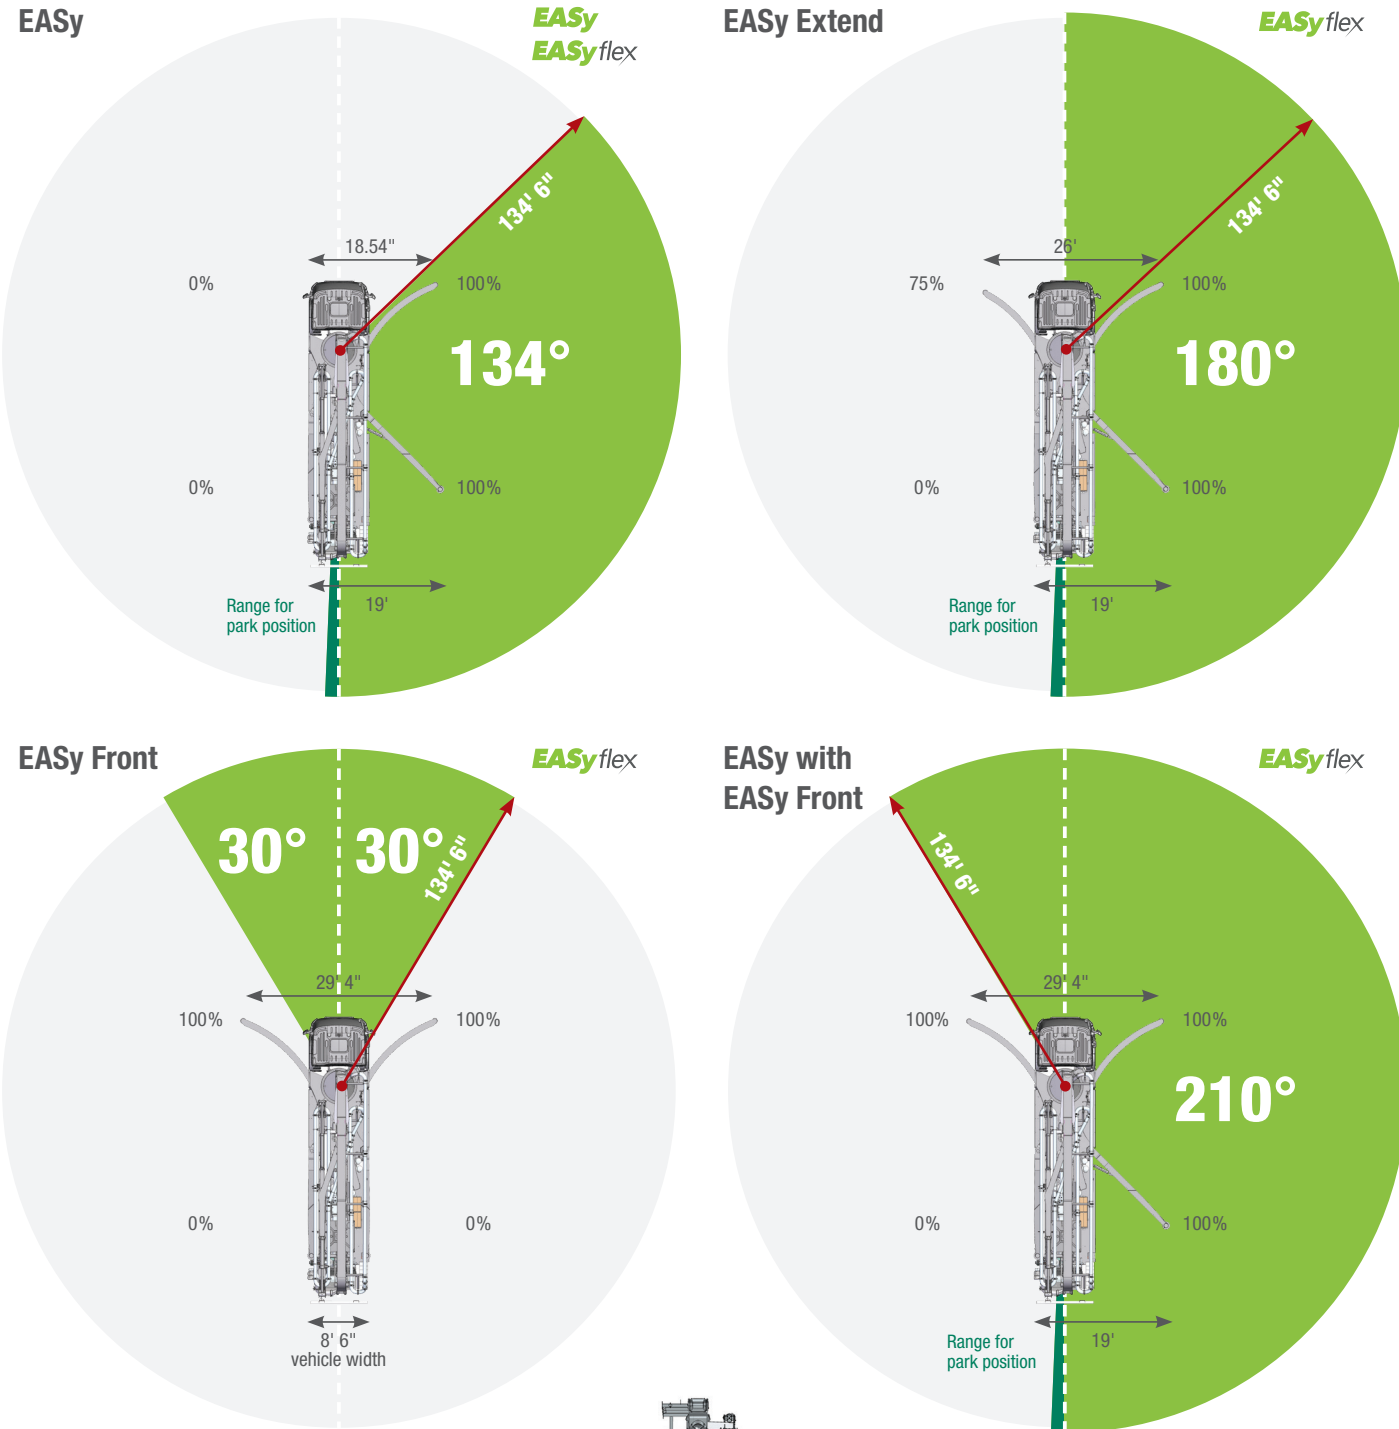 EASy
EASy
EASyflex
134' 6"
18.54"
0%
100%
134°
0%
100%
Range for
park position
19'
EASy Extend
EASyflex
134' 6"
26'
75%
100%
180°
0%
100%
Range for
park position
19'
EASy Front
EASyflex
30°
30°
134' 6"
29' 4"
100%
100%
0%
0%
8' 6"
vehicle width
EASy with
EASy Front
EASyflex
134' 6"
29' 4"
100%
100%
210°
0%
100%
Range for
park position
19'